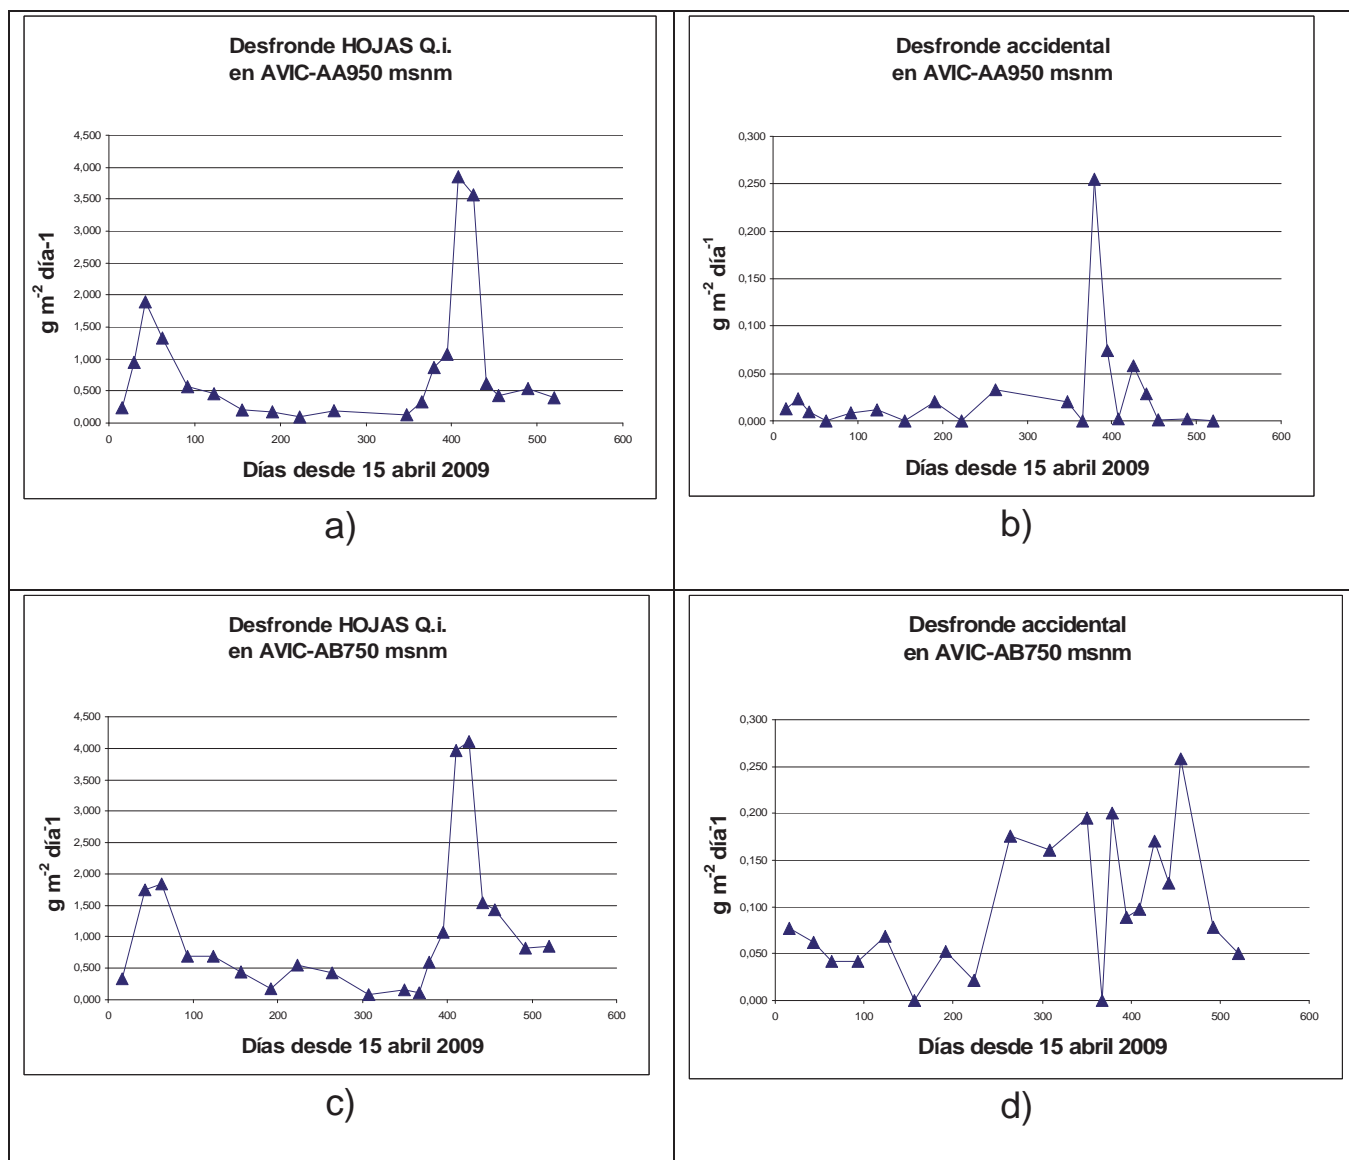 Desfronde HOJAS Q.i.
en AVIC-AA950 msnm
4,500
4,000
3,500
3,000
2,500
2,000
1,500
1,000
0,500
0,000
0 100 200 300 400 500 600
g m-2 día-1
Días desde 15 abril 2009
a)
Desfronde accidental
en AVIC-AA950 msnm
0,300
0,250
0,200
0,150
0,100
0,050
0,000
0 100 200 300 400 500 600
g m-2 día-1
Días desde 15 abril 2009
b)
Desfronde HOJAS Q.i.
en AVIC-AB750 msnm
4,500
4,000
3,500
3,000
2,500
2,000
1,500
1,000
0,500
0,000
0 100 200 300 400 500 600
g m-2 día-1
Días desde 15 abril 2009
c)
Desfronde accidental
en AVIC-AB750 msnm
0,300
0,250
0,200
0,150
0,100
0,050
0,000
0 100 200 300 400 500 600
g m-2 día-1
Días desde 15 abril 2009
d)